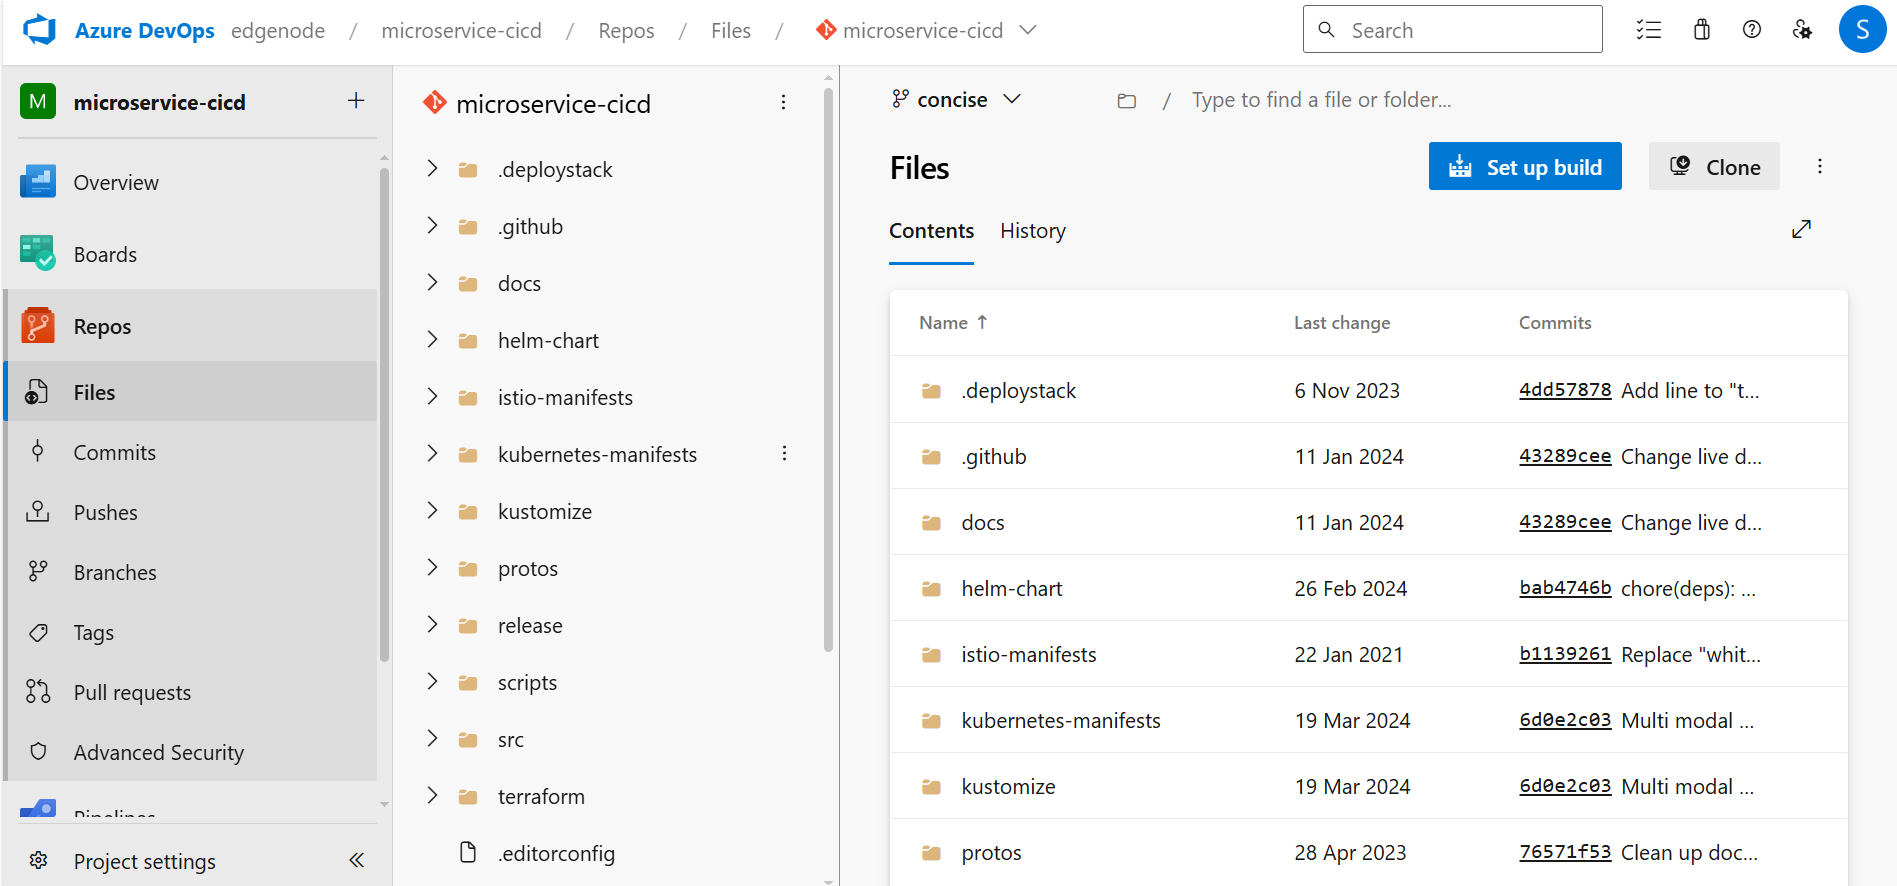 Azure DevOps edgenode / microservice-cicd / Repos / Files / microservice-cicd
Search
S
M microservice-cicd
Overview
Boards
Repos
Files
Commits
Pushes
Branches
Tags
Pull requests
Advanced Security
Pipelines
Project settings
microservice-cicd
.deploystack
.github
docs
helm-chart
istio-manifests
kubernetes-manifests
kustomize
protos
release
scripts
src
terraform
.editorconfig
concise
/ Type to find a file or folder...
Files
Set up build
Clone
Contents History
Name ↑ Last change Commits
.deploystack 6 Nov 2023 4dd57878 Add line to "t...
.github 11 Jan 2024 43289cee Change live d...
docs 11 Jan 2024 43289cee Change live d...
helm-chart 26 Feb 2024 bab4746b chore(deps): ...
istio-manifests 22 Jan 2021 b1139261 Replace "whit...
kubernetes-manifests 19 Mar 2024 6d0e2c03 Multi modal ...
kustomize 19 Mar 2024 6d0e2c03 Multi modal ...
protos 28 Apr 2023 76571f53 Clean up doc...